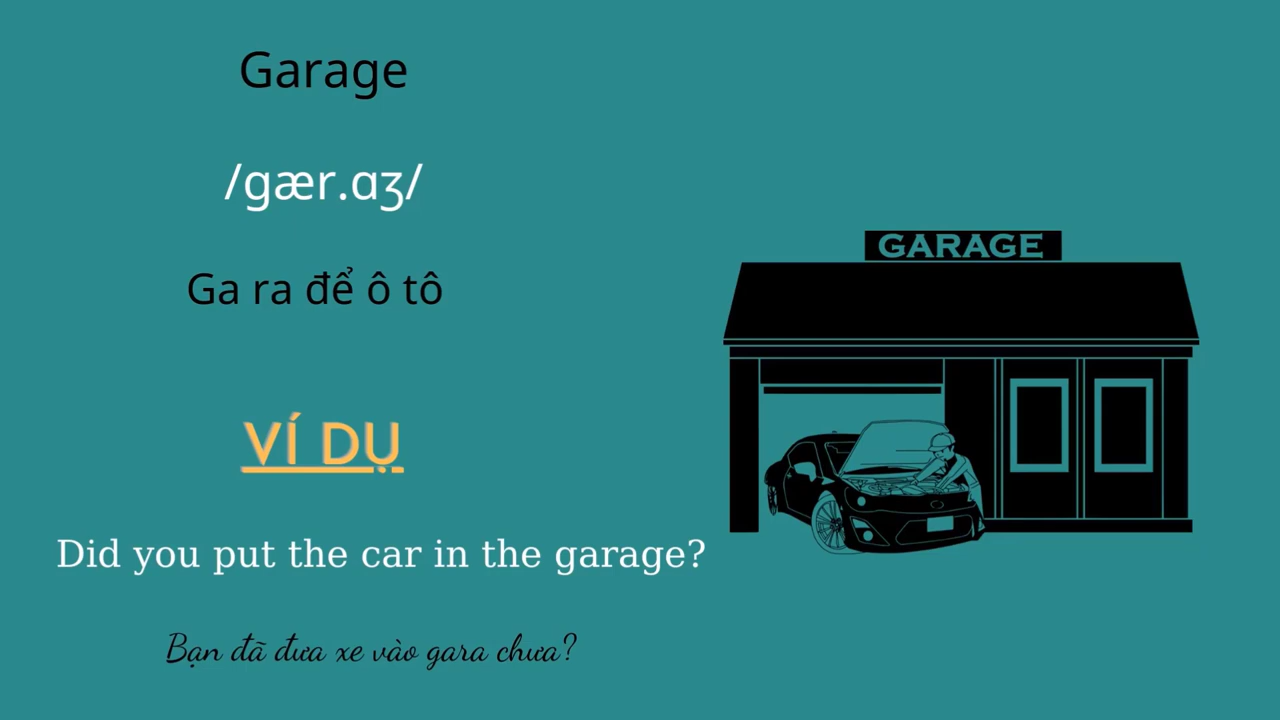 Garage
/gær.ɑʒ/
Ga ra để ô tô
GARAGE
VÍ DỤ
Did you put the car in the garage?
Bạn đã đưa xe vào gara chưa?